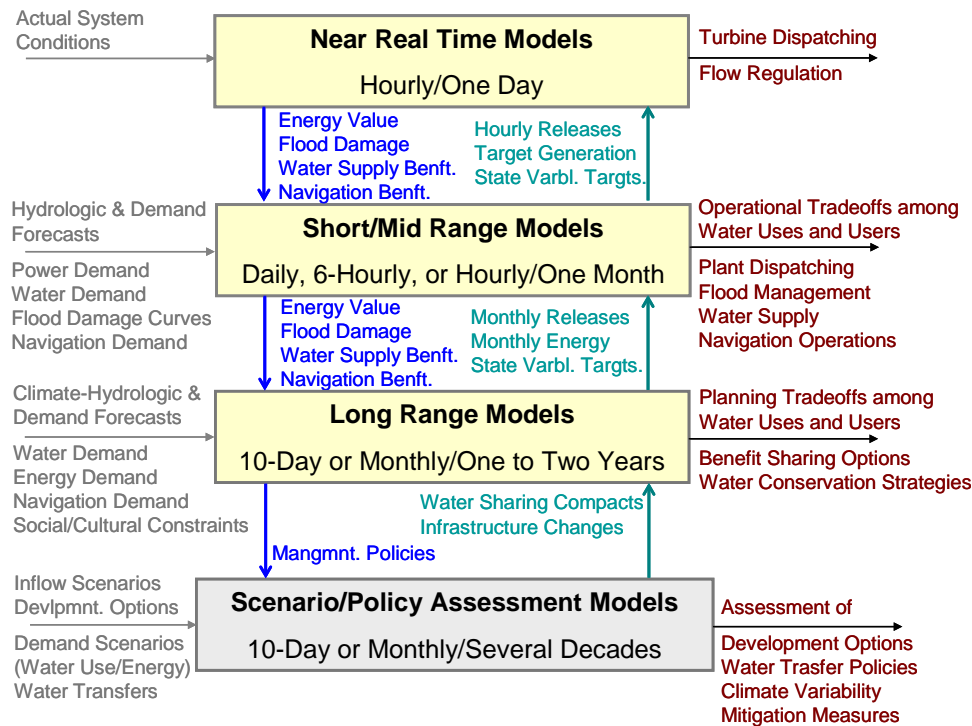 Actual System
Conditions
Near Real Time Models
Hourly/One Day
Turbine Dispatching
Flow Regulation
Energy Value
Flood Damage
Water Supply Benft.
Navigation Benft.
Hourly Releases
Target Generation
State Varbl. Targts.
Hydrologic & Demand
Forecasts
Power Demand
Water Demand
Flood Damage Curves
Navigation Demand
Short/Mid Range Models
Daily, 6-Hourly, or Hourly/One Month
Operational Tradeoffs among
Water Uses and Users
Plant Dispatching
Flood Management
Water Supply
Navigation Operations
Energy Value
Flood Damage
Water Supply Benft.
Navigation Benft.
Monthly Releases
Monthly Energy
State Varbl. Targts.
Climate-Hydrologic &
Demand Forecasts
Water Demand
Energy Demand
Navigation Demand
Social/Cultural Constraints
Long Range Models
10-Day or Monthly/One to Two Years
Planning Tradeoffs among
Water Uses and Users
Benefit Sharing Options
Water Conservation Strategies
Mangmnt. Policies
Water Sharing Compacts
Infrastructure Changes
Inflow Scenarios
Devlpmnt. Options
Demand Scenarios
(Water Use/Energy)
Water Transfers
Scenario/Policy Assessment Models
10-Day or Monthly/Several Decades
Assessment of
Development Options
Water Trasfer Policies
Climate Variability
Mitigation Measures